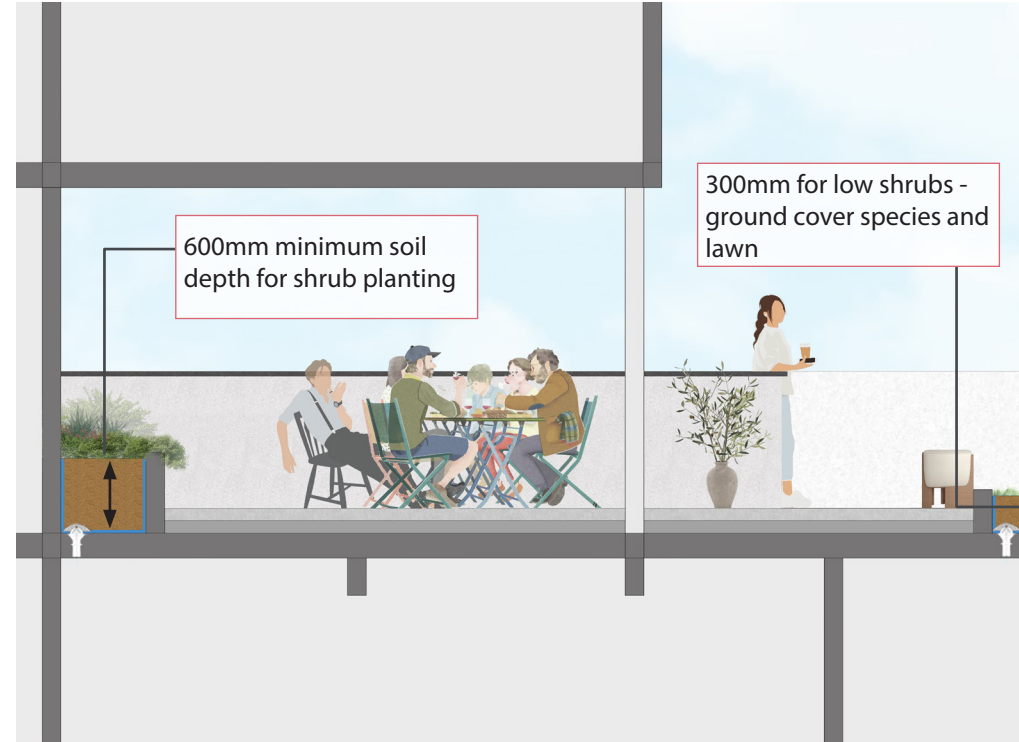 600mm minimum soil
depth for shrub planting
300mm for low shrubs -
ground cover species and
lawn